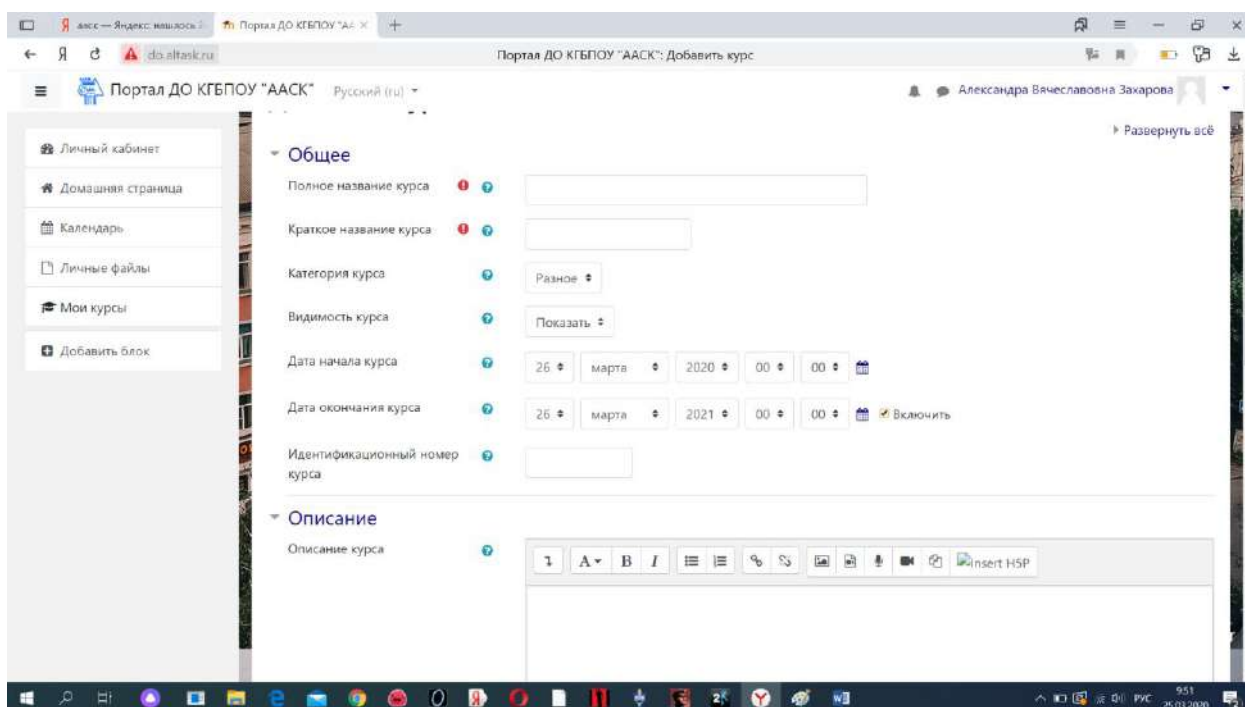 ааск — Яндекс: нашлось 2
Портал ДО КГБПОУ "АА
do.altask.ru
Портал ДО КГБПОУ "ААСК": Добавить курс
Портал ДО КГБПОУ "ААСК"
Русский (ru)
Александра Вячеславовна Захарова
Развернуть всё
Личный кабинет
Домашняя страница
Календарь
Личные файлы
Мои курсы
Добавить блок
Общее
Полное название курса
Краткое название курса
Категория курса
Разное
Видимость курса
Показать
Дата начала курса
26 марта 2020 00 00
Дата окончания курса
26 марта 2021 00 00 Включить
Идентификационный номер
курса
Описание
Описание курса
A B I
Insert H5P
РУС
9:51
25.03.2020